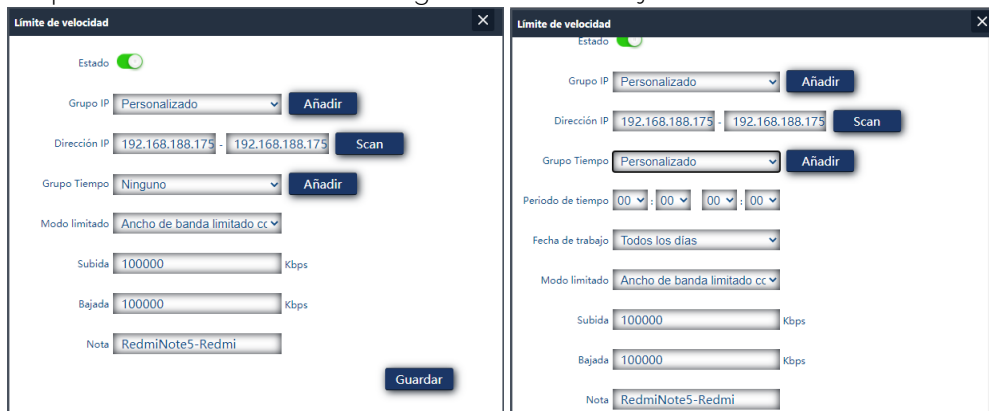 Límite de velocidad
Estado
Grupo IP Personalizado Añadir
Dirección IP 192.168.188.175 - 192.168.188.175 Scan
Grupo Tiempo Ninguno Añadir
Modo limitado Ancho de banda limitado cc
Subida 100000 Kbps
Bajada 100000 Kbps
Nota RedmiNote5-Redmi
Guardar
Límite de velocidad
Estado
Grupo IP Personalizado Añadir
Dirección IP 192.168.188.175 - 192.168.188.175 Scan
Grupo Tiempo Personalizado Añadir
Periodo de tiempo 00 : 00 00 : 00
Fecha de trabajo Todos los días
Modo limitado Ancho de banda limitado cc
Subida 100000 Kbps
Bajada 100000 Kbps
Nota RedmiNote5-Redmi